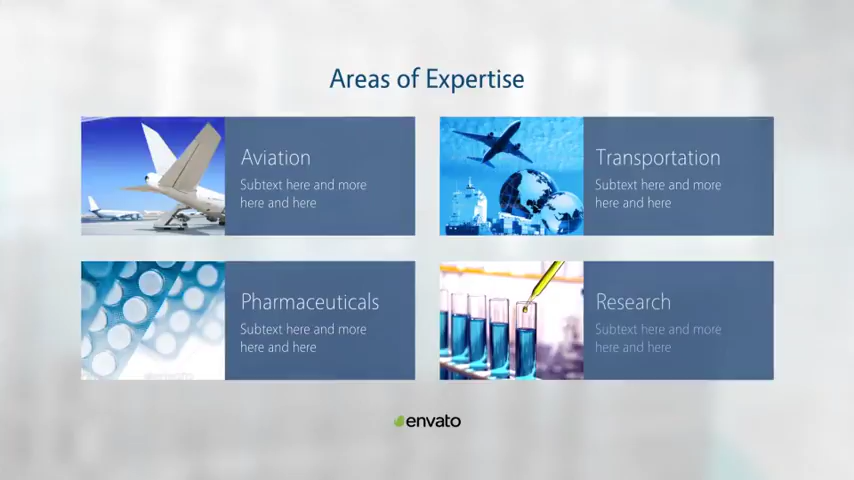 Areas of Expertise
Aviation
Subtext here and more
here and here
Transportation
Subtext here and more
here and here
Pharmaceuticals
Subtext here and more
here and here
Research
Subtext here and more
here and here
envato